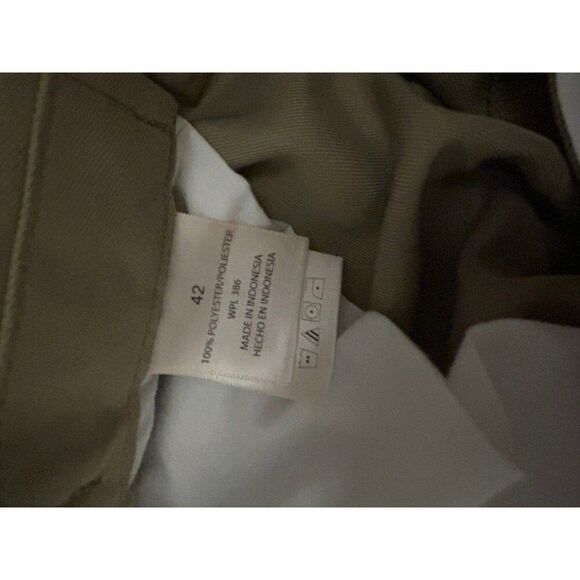 42
100% POLYESTER/POLIESTER
WPL 386
MADE IN INDONESIA
HECHO EN INDONESIA